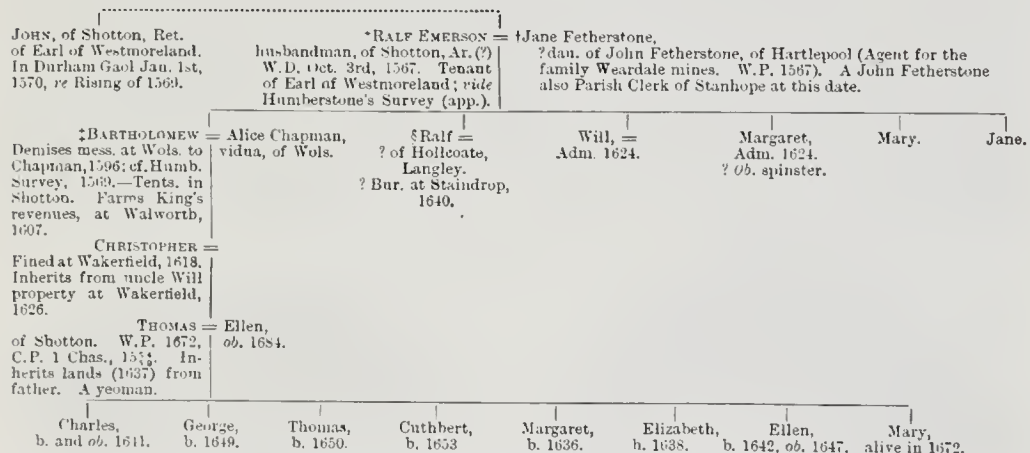 JOHN, of Shotton, Ret.
of Earl of Westmoreland.
In Durham Gaol Jan. 1st,
1570, re Rising of 1569.
*RALF EMERSON =
husbandman, of Shotton, Ar. (?)
W.D. Oct. 3rd, 1567. Tenant
of Earl of Westmoreland; vide
Humberstone's Survey (app.).
†Jane Fetherstone,
?dau. of John Fetherstone, of Hartlepool (Agent for the
family Weardale mines. W.P. 1567). A John Fetherstone
also Parish Clerk of Stanhope at this date.
‡BARTHOLOMEW =
Demises mess. at Wols. to
Chapman, 1596; cf. Humb.
Survey, 1569.—Tents. in
Shotton. Farms King's
revenues, at Walworth,
1607.
Alice Chapman,
vidua, of Wols.
§Ralf =
? of Hollcoate,
Langley.
? Bur. at Staindrop,
1640.
Will, =
Adm. 1624.
Margaret,
Adm. 1624.
? Ob. spinster.
Mary.
Jane.
CHRISTOPHER =
Fined at Wakerfield, 1618.
Inherits from uncle Will
property at Wakerfield,
1626.
THOMAS =
of Shotton. W.P. 1672,
C.P. 1 Chas., In-
herits lands (1637) from
father. A yeoman.
Ellen,
ob. 1684.
Charles,
b. and ob. 1641.
George,
b. 1649.
Thomas,
b. 1650.
Cuthbert,
b. 1653
Margaret,
b. 1636.
Elizabeth,
b. 1638.
Ellen,
b. 1642, ob. 1647.
Mary,
alive in 1672.